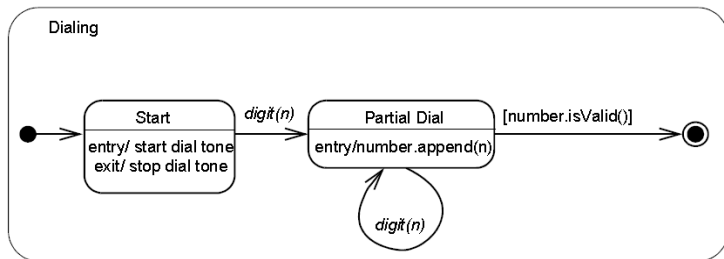 Dialing
Start
entry/ start dial tone
exit/ stop dial tone
digit(n)
Partial Dial
entry/number.append(n)
[number.isValid()]
digit(n)